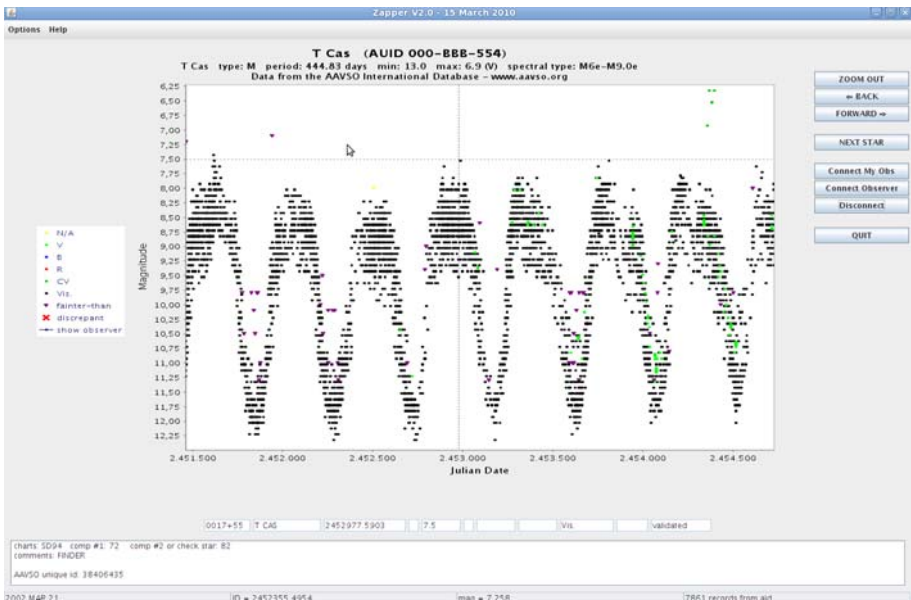 Zapper V2.0 - 15 March 2010
Options Help
T Cas (AUID 000-BBB-554)
T Cas type: M period: 444.83 days min: 13.0 max: 6.9 (V) spectral type: M6e-M9.0e
Data from the AAVSO International Database - www.aavso.org
6,25
6,50
6,75
7,00
7,25
7,50
7,75
8,00
8,25
8,50
8,75
9,00
9,25
9,50
9,75
10,00
10,25
10,50
10,75
11,00
11,25
11,50
11,75
12,00
12,25
Magnitude
2.451.500 2.452.000 2.452.500 2.453.000 2.453.500 2.454.000 2.454.500
Julian Date
N/A
V
B
R
CV
Vis.
fainter-than
discrepant
show observer
ZOOM OUT
⇐ BACK
FORWARD ⇒
NEXT STAR
Connect My Obs
Connect Observer
Disconnect
QUIT
0017+55 T CAS 2452977.5903 7.5 Vis. validated
charts: SD94 comp #1: 72 comp #2 or check star: 82
comments: FINDER
AAVSO unique id: 38406435
2002 MAR 21 JD = 2452355.4954 mag = 7.258 7861 records from aid